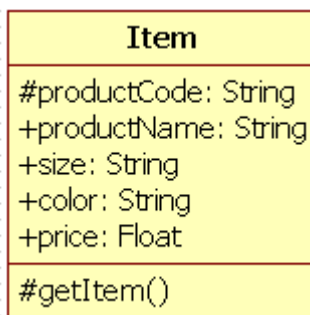 Item
#productCode: String
+productName: String
+size: String
+color: String
+price: Float
#getItem()